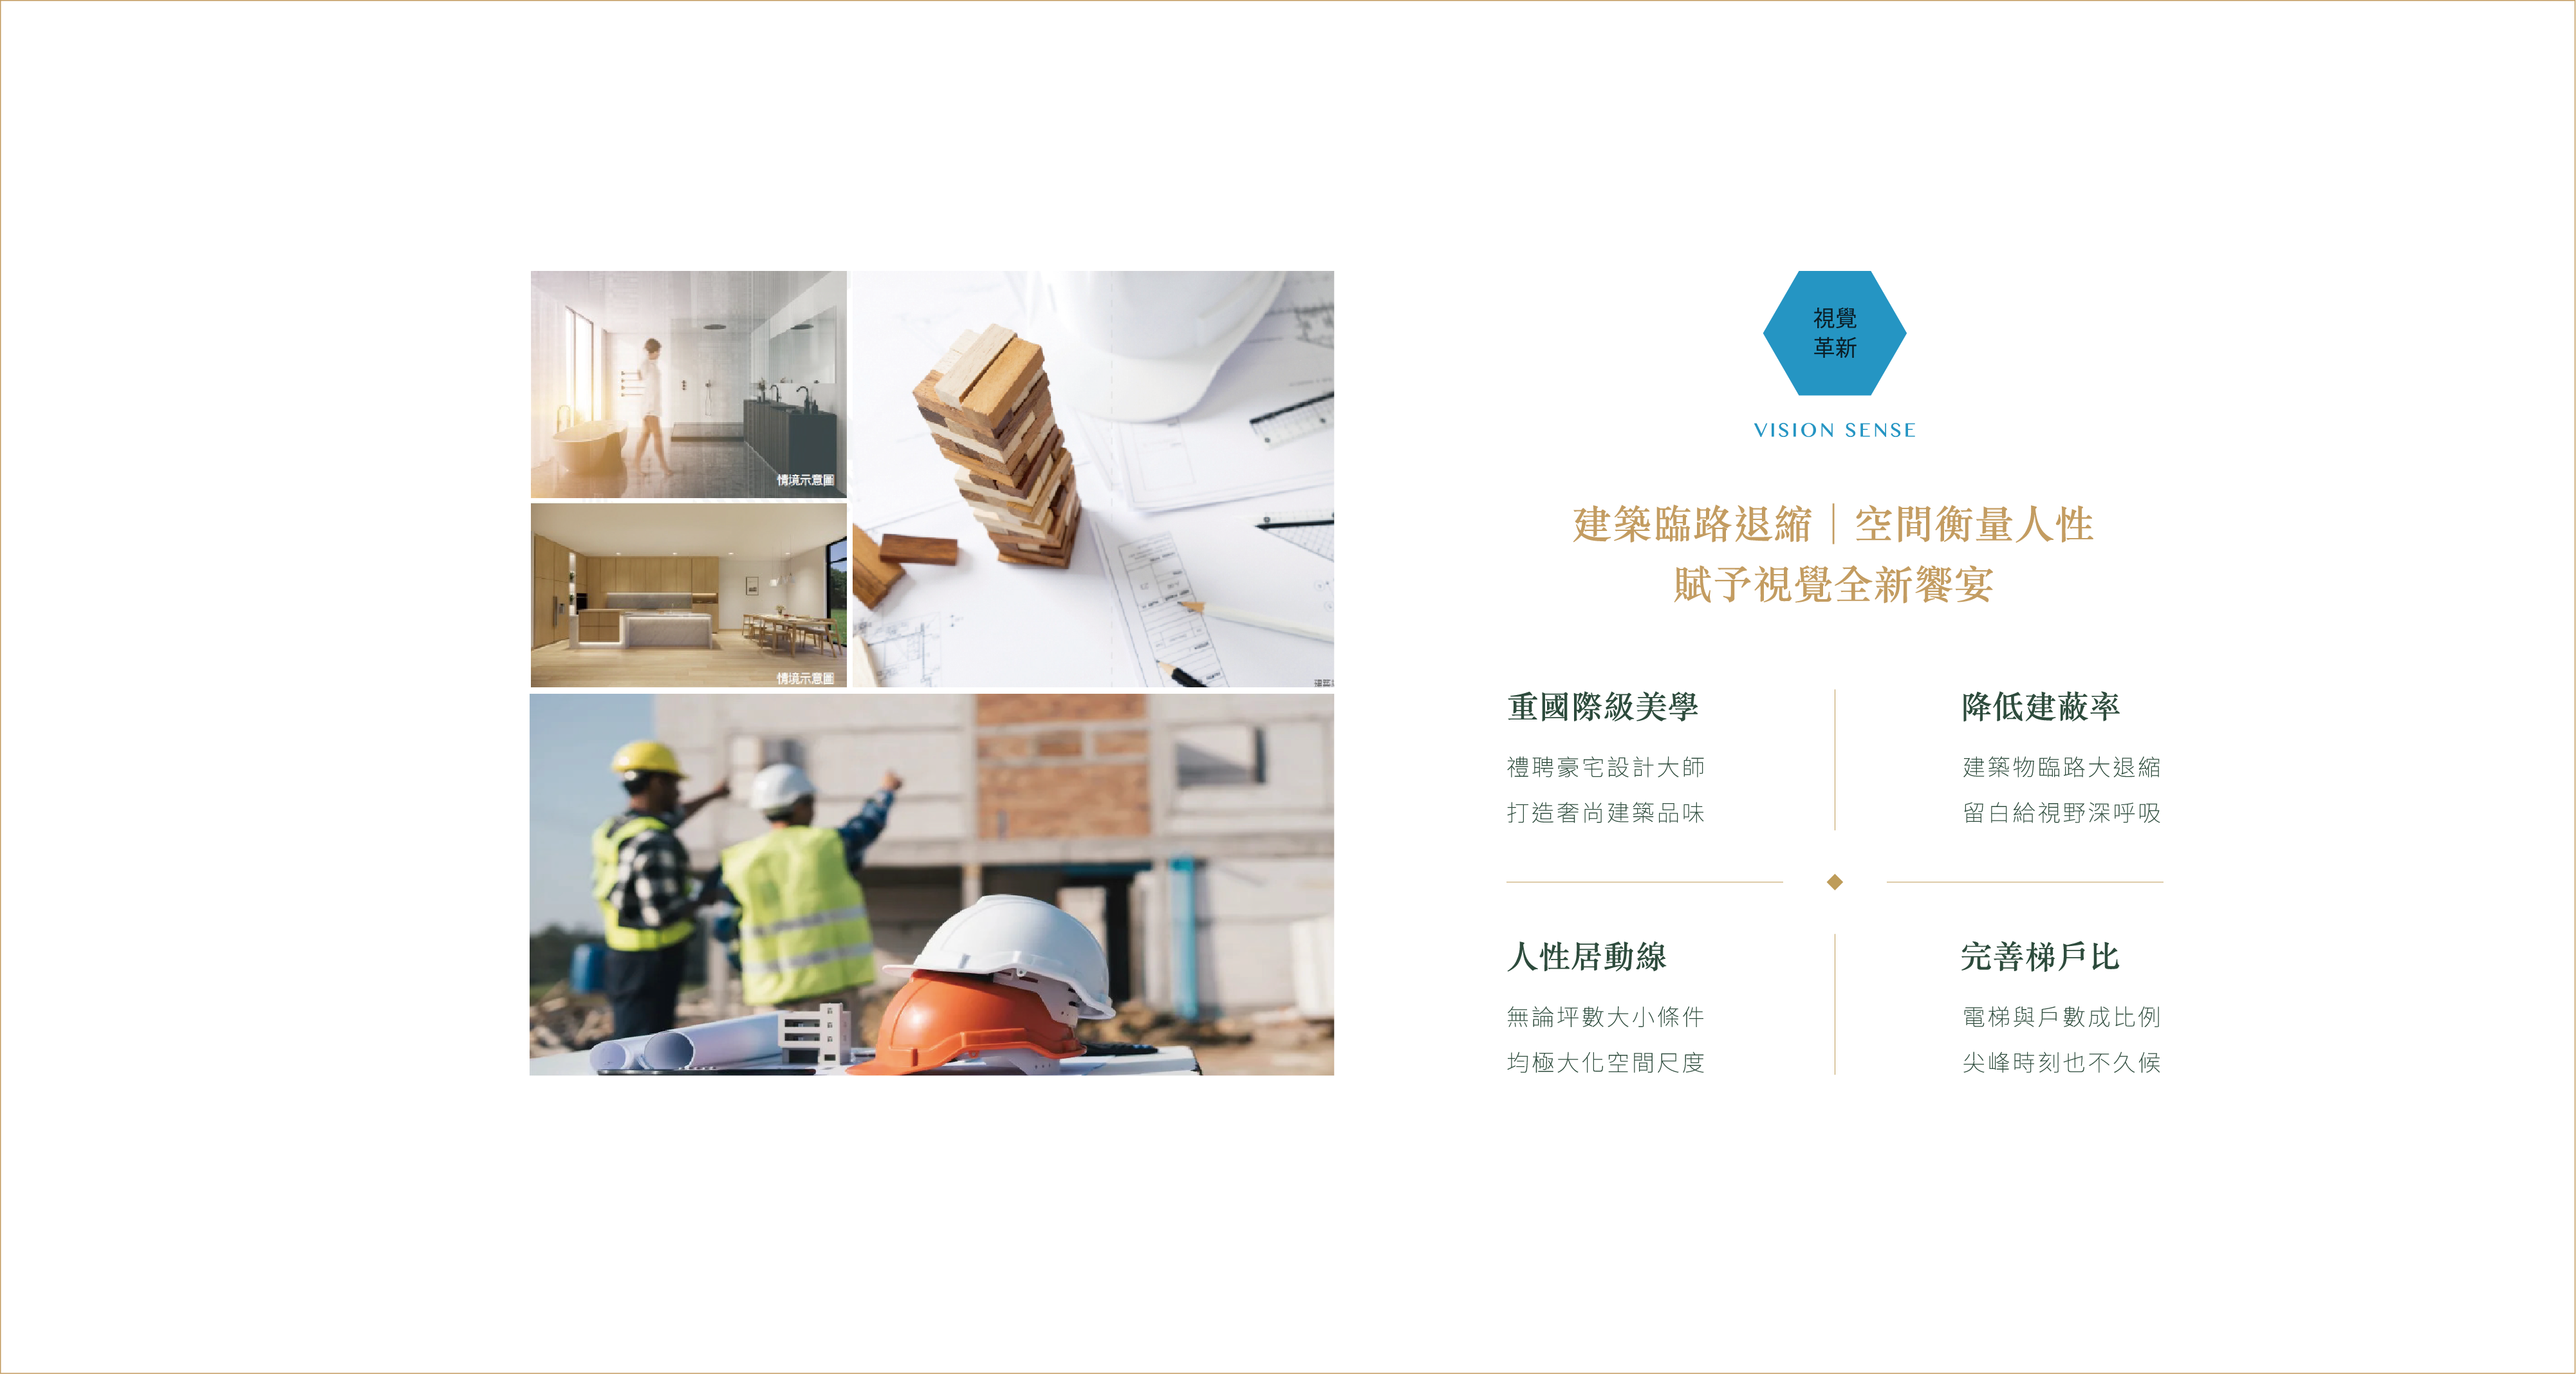 情境示意圖
情境示意圖
視覺
革新
VISION SENSE
建築臨路退縮｜空間衡量人性
賦予視覺全新饗宴
重國際級美學
禮聘豪宅設計大師
打造奢尚建築品味
降低建蔽率
建築物臨路大退縮
留白給視野深呼吸
人性居動線
無論坪數大小條件
均極大化空間尺度
完善梯戶比
電梯與戶數成比例
尖峰時刻也不久候